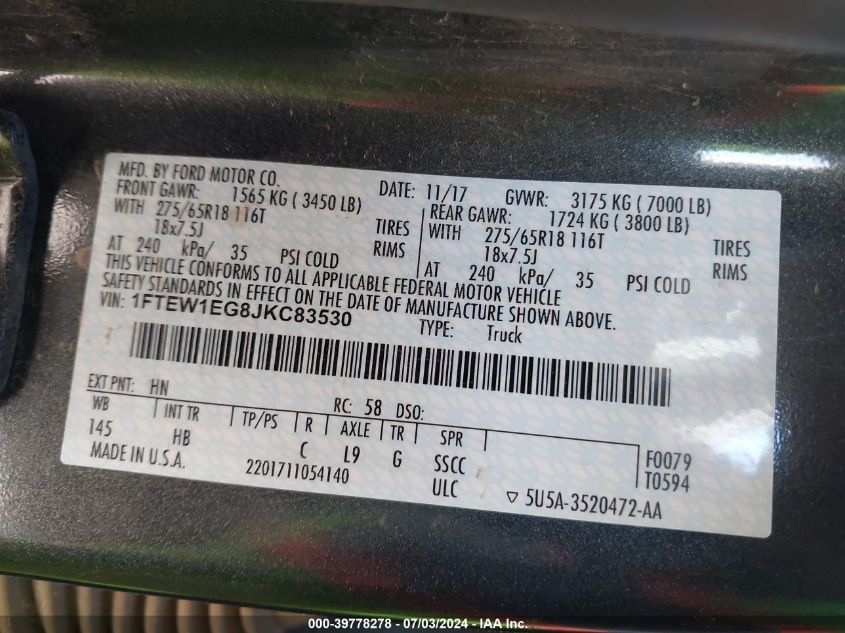 MFD. BY FORD MOTOR CO. DATE: 11/17 GVWR: 3175 KG ( 7000 LB)
FRONT GAWR: 1565 KG ( 3450 LB) REAR GAWR: 1724 KG ( 3800 LB)
WITH 275/65R18 116T TIRES WITH 275/65R18 116T TIRES
18x7.5J RIMS 18x7.5J RIMS
AT 240 kPa/ 35 PSI COLD AT 240 kPa/ 35 PSI COLD
THIS VEHICLE CONFORMS TO ALL APPLICABLE FEDERAL MOTOR VEHICLE
SAFETY STANDARDS IN EFFECT ON THE DATE OF MANUFACTURE SHOWN ABOVE.
VIN: 1FTEW1EG8JKC83530 TYPE: Truck
EXT PNT: HN RC: 58 DSO:
WB INT TR TP/PS R AXLE TR SPR
145 HB C L9 G SSCC F0079
MADE IN U.S.A. 2201711054140 ULC T0594
▽ 5U5A-3520472-AA
000-39778278 - 07/03/2024 - IAA Inc.